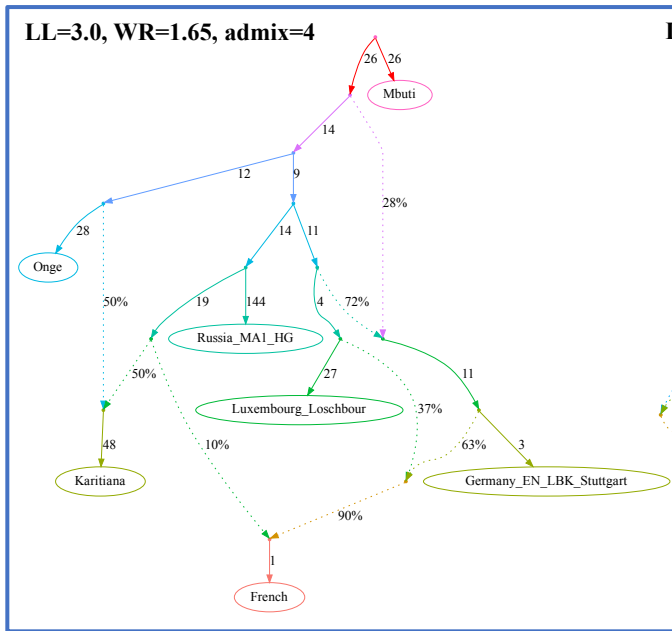 LL=3.0, WR=1.65, admix=4
26 26
Mbuti
14
12 9
28% 
28 14 11
Onge
50% 19 144 4 72%
Russia_MA1_HG
50% 27 11
Luxembourg_Loschbour 37%
48 10% 63% 3
Karitiana Germany_EN_LBK_Stuttgart
90%
1
French